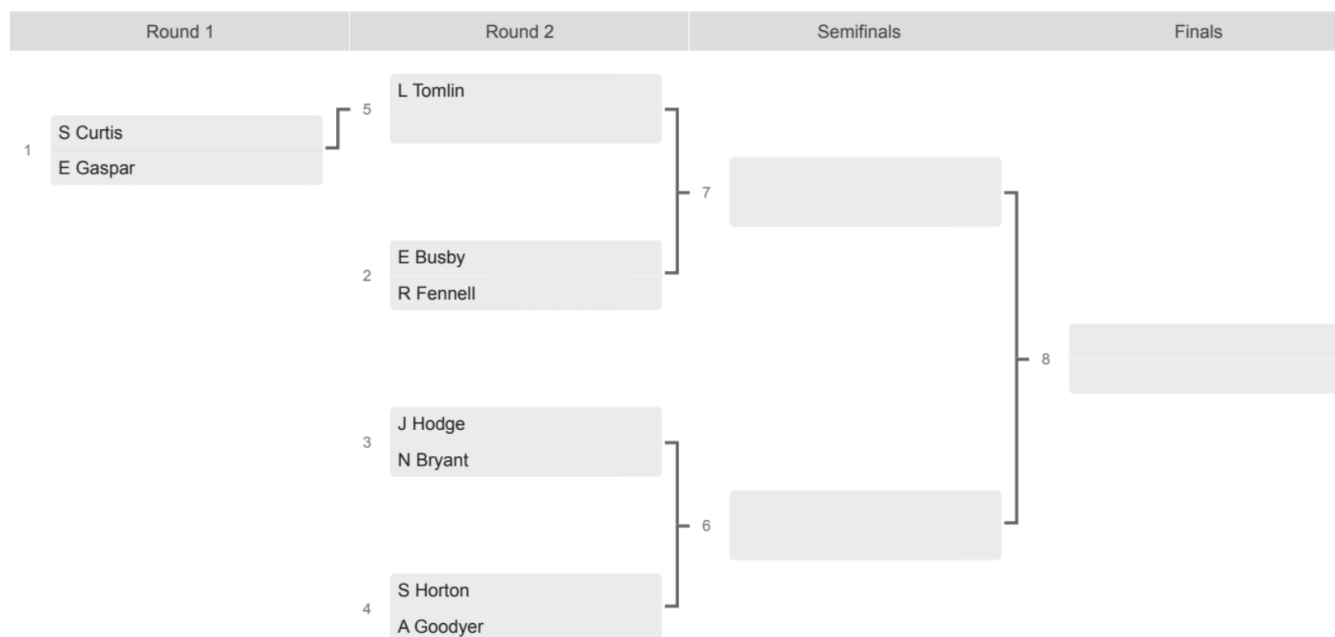 Round 1
Round 2
Semifinals
Finals
1
S Curtis
E Gaspar
5
L Tomlin
2
E Busby
R Fennell
3
J Hodge
N Bryant
4
S Horton
A Goodyer
7
6
8